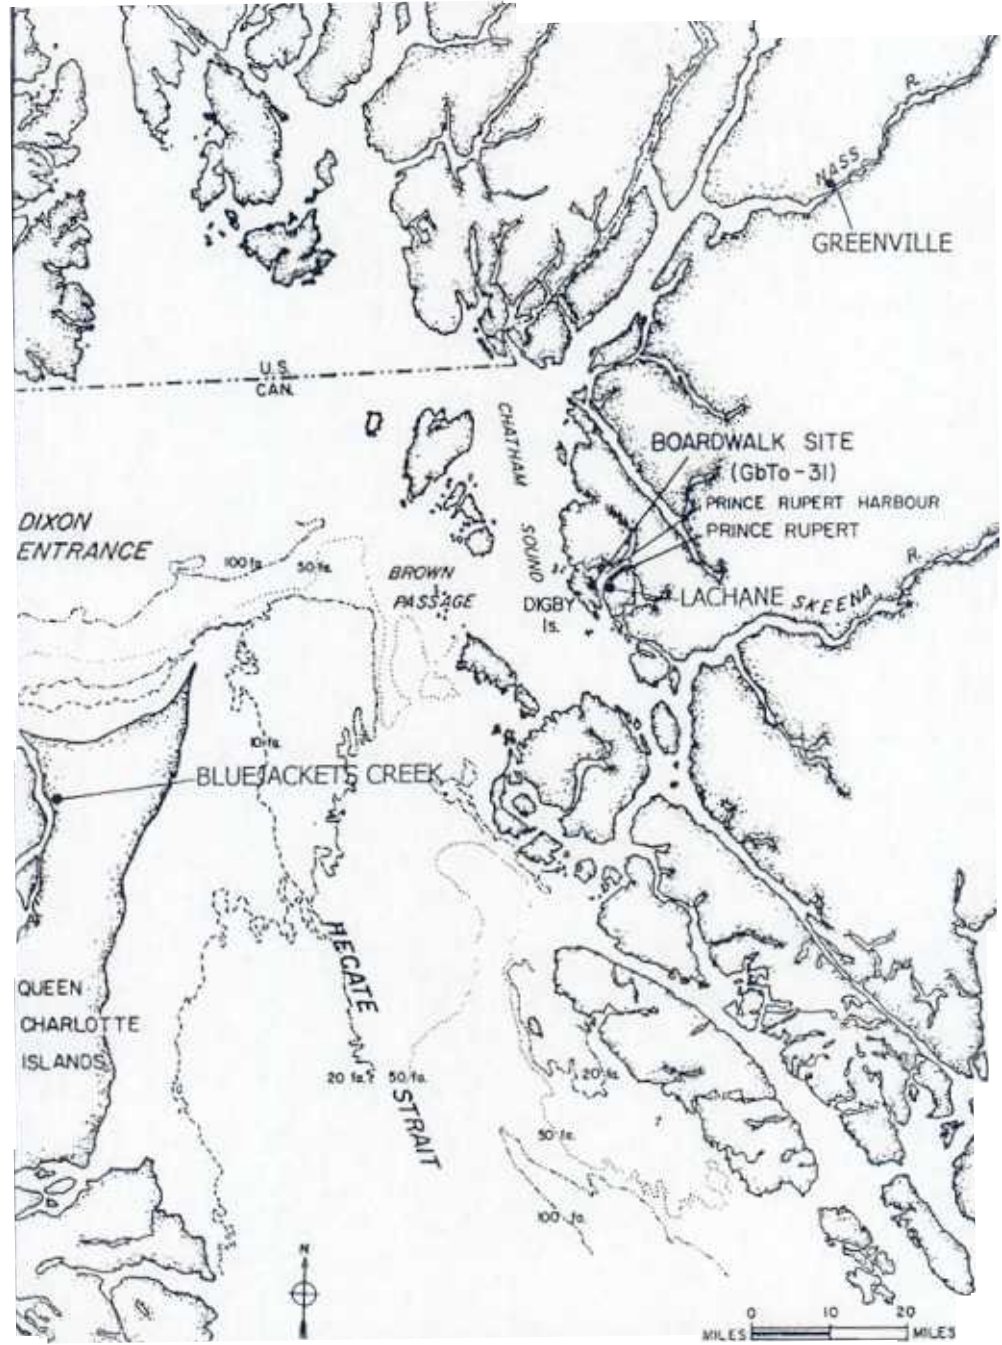 R.
NASS
GREENVILLE
U.S.
CAN.
CHATHAM
SOUND
BOARDWALK SITE
(GbTo-31)
PRINCE RUPERT HARBOUR
PRINCE RUPERT
DIXON
ENTRANCE
100 fa.
50 fa.
BROWN
PASSAGE
DIGBY
Is.
LACHANE
SKEENA
R.
10 fa.
BLUEJACKETS CREEK
HECATE
STRAIT
QUEEN
CHARLOTTE
ISLANDS
20 fa.? 50 fa.
20 fa.
50 fa.
100 fa.
N
0 10 20
MILES MILES